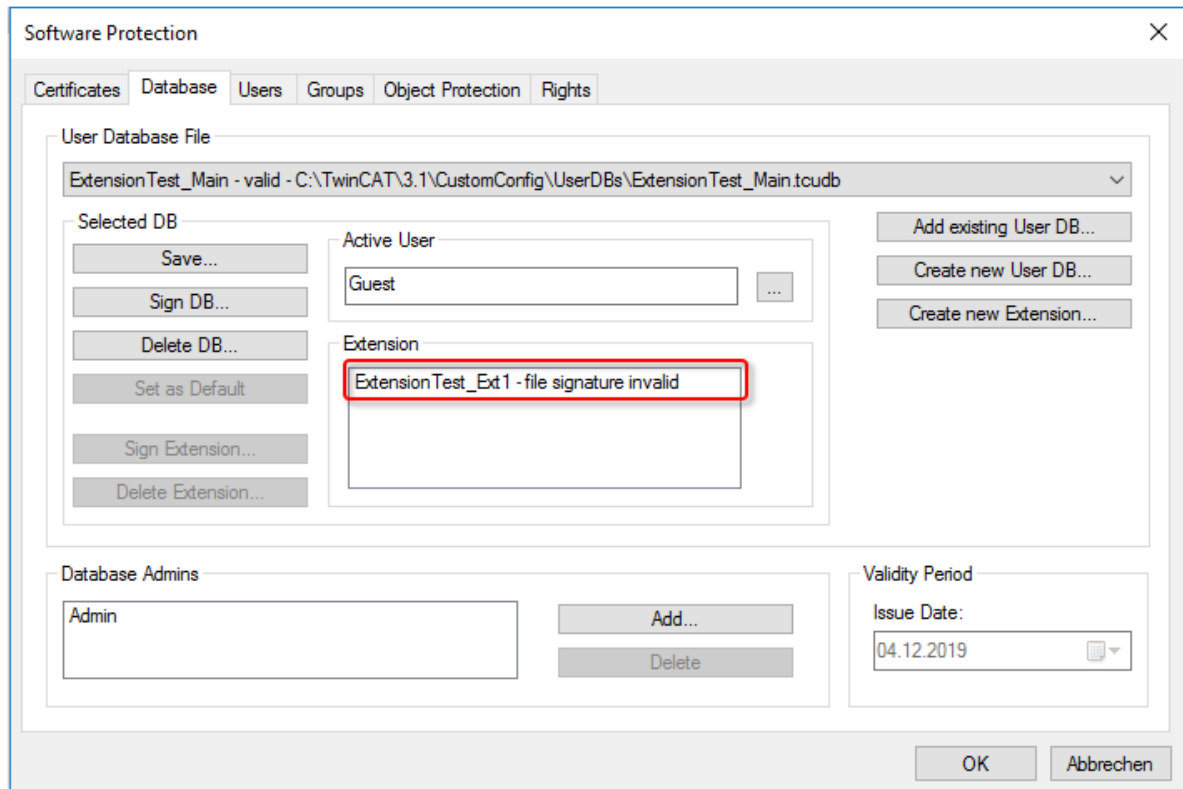 Software Protection
Certificates Database Users Groups Object Protection Rights
User Database File
ExtensionTest_Main - valid - C:\TwinCAT\3.1\CustomConfig\UserDBs\ExtensionTest_Main.tcudb
Selected DB
Save...
Sign DB...
Delete DB...
Set as Default
Sign Extension...
Delete Extension...
Active User
Guest
...
Extension
ExtensionTest_Ext1 - file signature invalid
Add existing User DB...
Create new User DB...
Create new Extension...
Database Admins
Admin
Add...
Delete
Validity Period
Issue Date:
04.12.2019
OK
Abbrechen